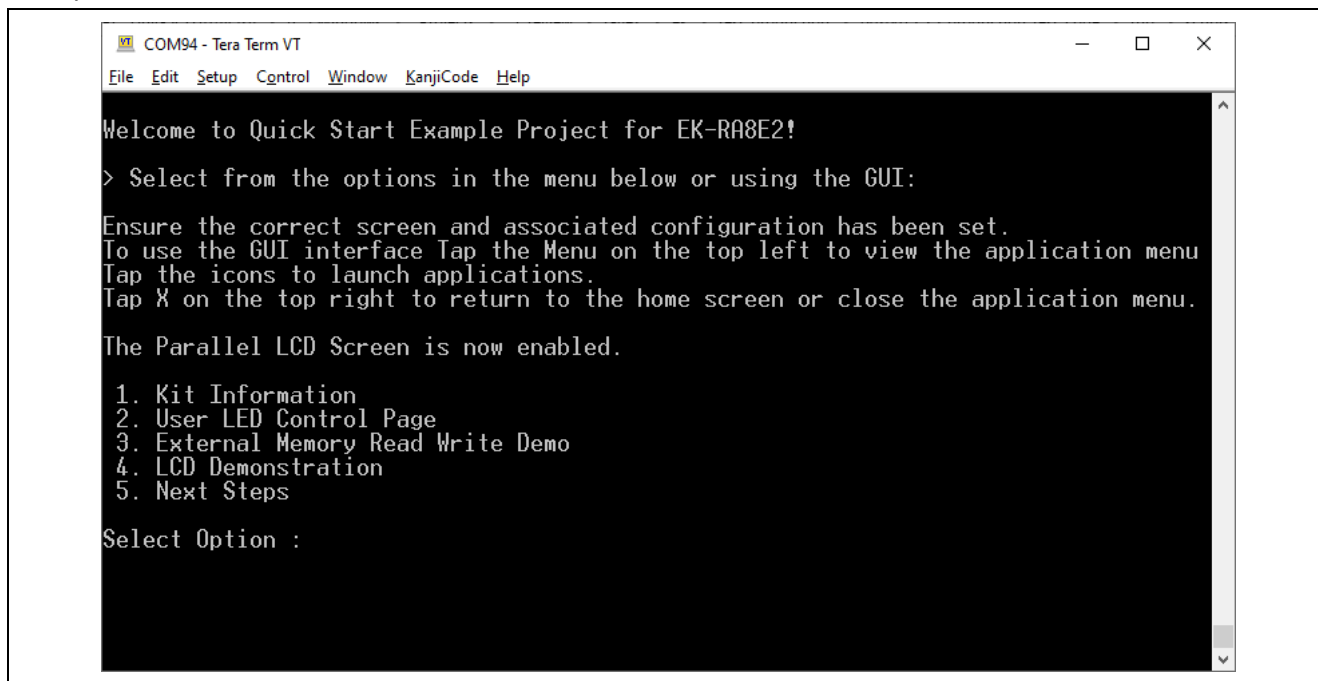 COM94 - Tera Term VT
File Edit Setup Control Window KanjiCode Help
Welcome to Quick Start Example Project for EK-RA8E2!
> Select from the options in the menu below or using the GUI:
Ensure the correct screen and associated configuration has been set.
To use the GUI interface Tap the Menu on the top left to view the application menu
Tap the icons to launch applications.
Tap X on the top right to return to the home screen or close the application menu.
The Parallel LCD Screen is now enabled.
1. Kit Information
2. User LED Control Page
3. External Memory Read Write Demo
4. LCD Demonstration
5. Next Steps
Select Option :